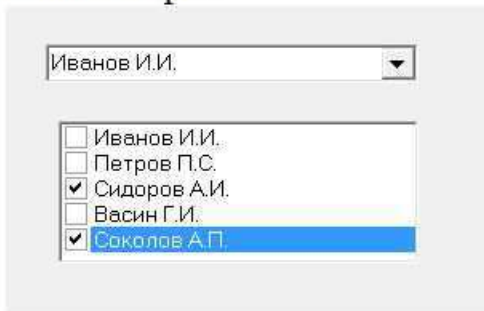 Иванов И.И.
Иванов И.И.
Петров П.С.
Сидоров А.И.
Васин Г.И.
Соколов А.П.